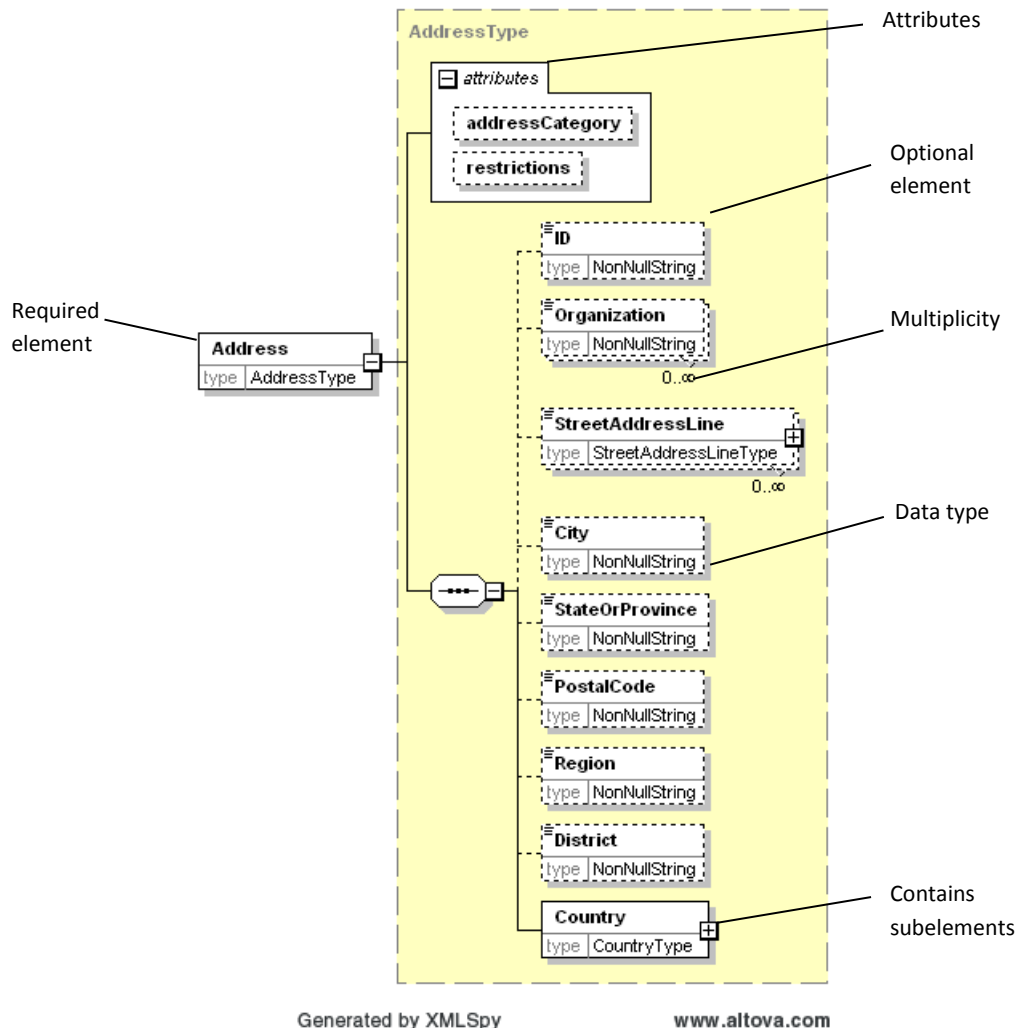 Attributes
AddressType
attributes
addressCategory
restrictions
Optional
element
ID
type NonNullString
Organization
type NonNullString
0..∞
Multiplicity
Required
element
Address
type AddressType
StreetAddressLine
type StreetAddressLineType
0..∞
City
type NonNullString
Data type
StateOrProvince
type NonNullString
PostalCode
type NonNullString
Region
type NonNullString
District
type NonNullString
Country
type CountryType
Contains
subelements
Generated by XMLSpy www.altova.com